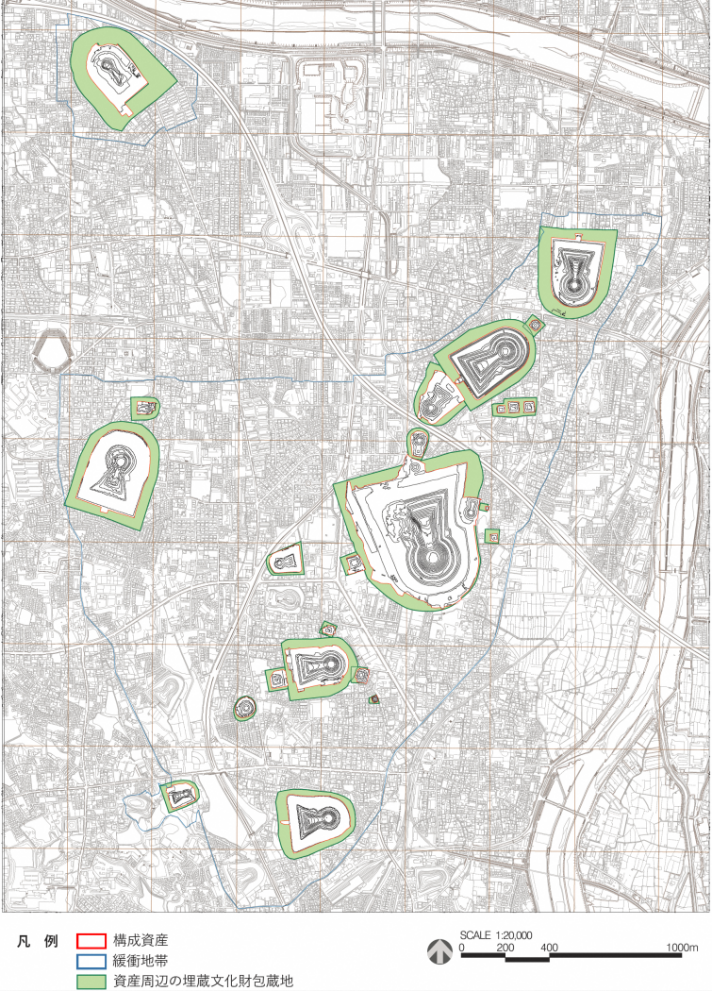 凡 例
構成資産
緩衝地帯
資産周辺の埋蔵文化財包蔵地
SCALE 1:20,000
0 200 400 1000m